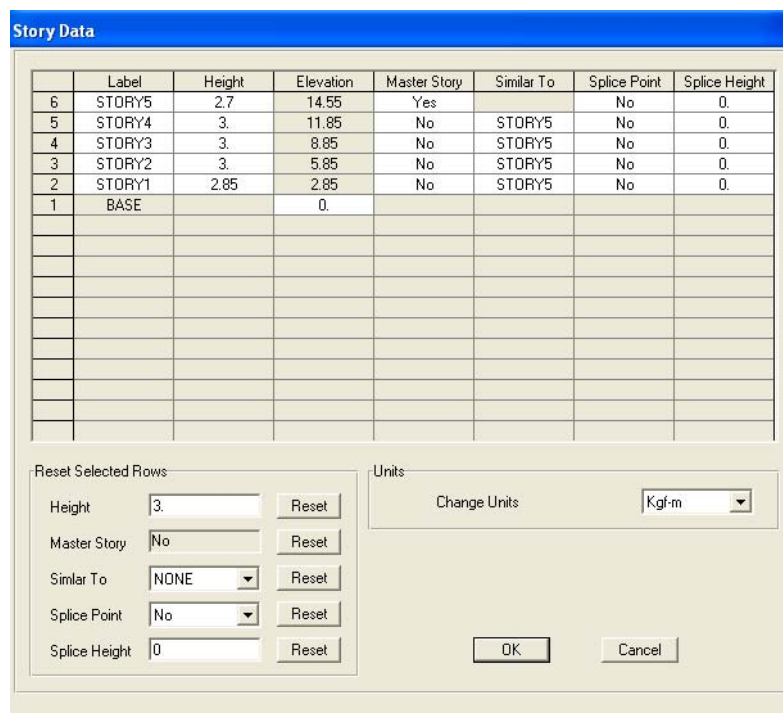 Story Data
Label Height Elevation Master Story Similar To Splice Point Splice Height
6 STORY5 2.7 14.55 Yes No 0.
5 STORY4 3. 11.85 No STORY5 No 0.
4 STORY3 3. 8.85 No STORY5 No 0.
3 STORY2 3. 5.85 No STORY5 No 0.
2 STORY1 2.85 2.85 No STORY5 No 0.
1 BASE 0.
Reset Selected Rows
Height 3. Reset
Master Story No Reset
Simlar To NONE Reset
Splice Point No Reset
Splice Height 0 Reset
Units
Change Units Kgf-m
OK Cancel